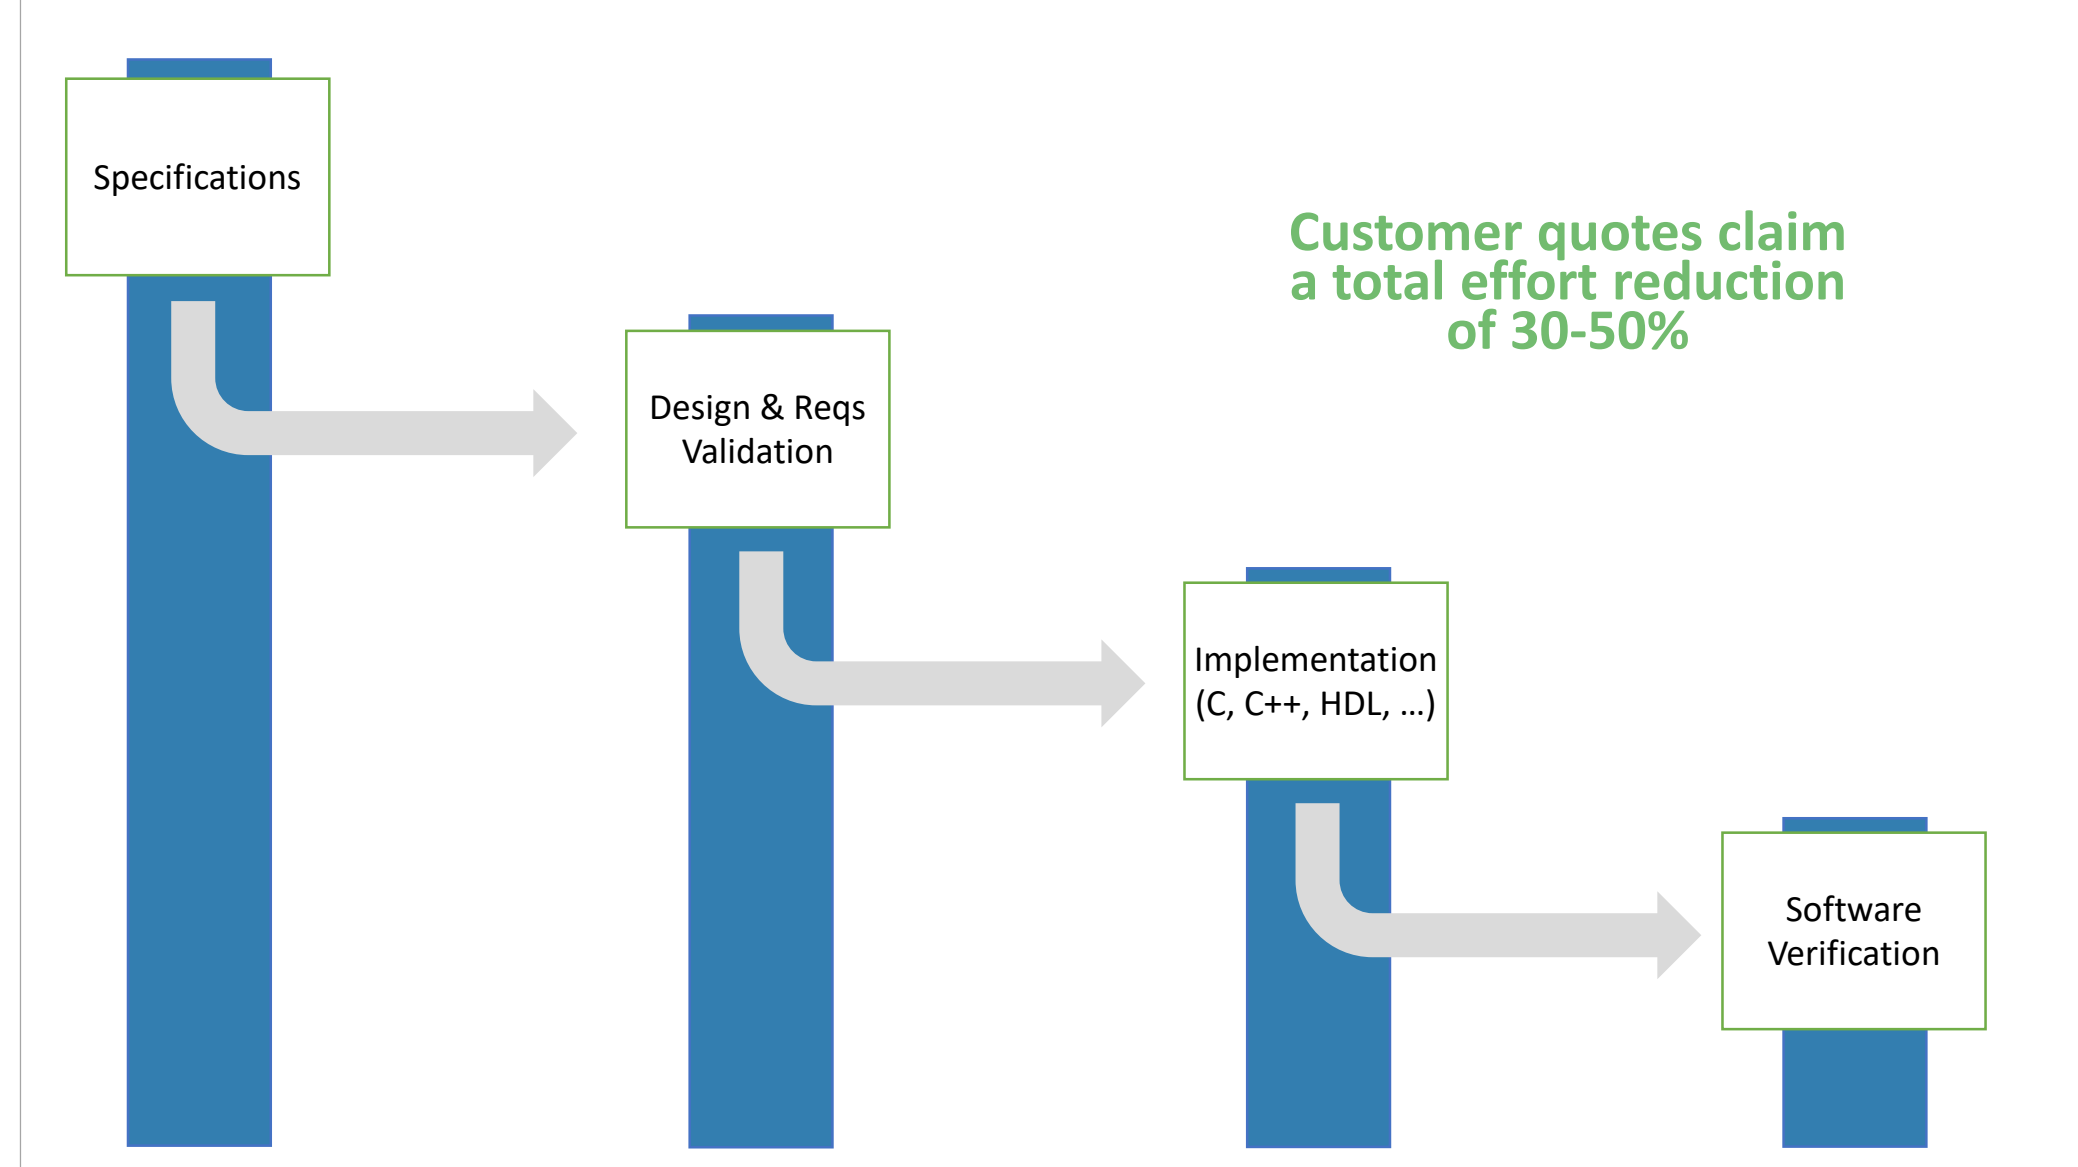 Specifications
Customer quotes claim
a total effort reduction
of 30-50%
Design & Reqs
Validation
Implementation
(C, C++, HDL, …)
Software
Verification